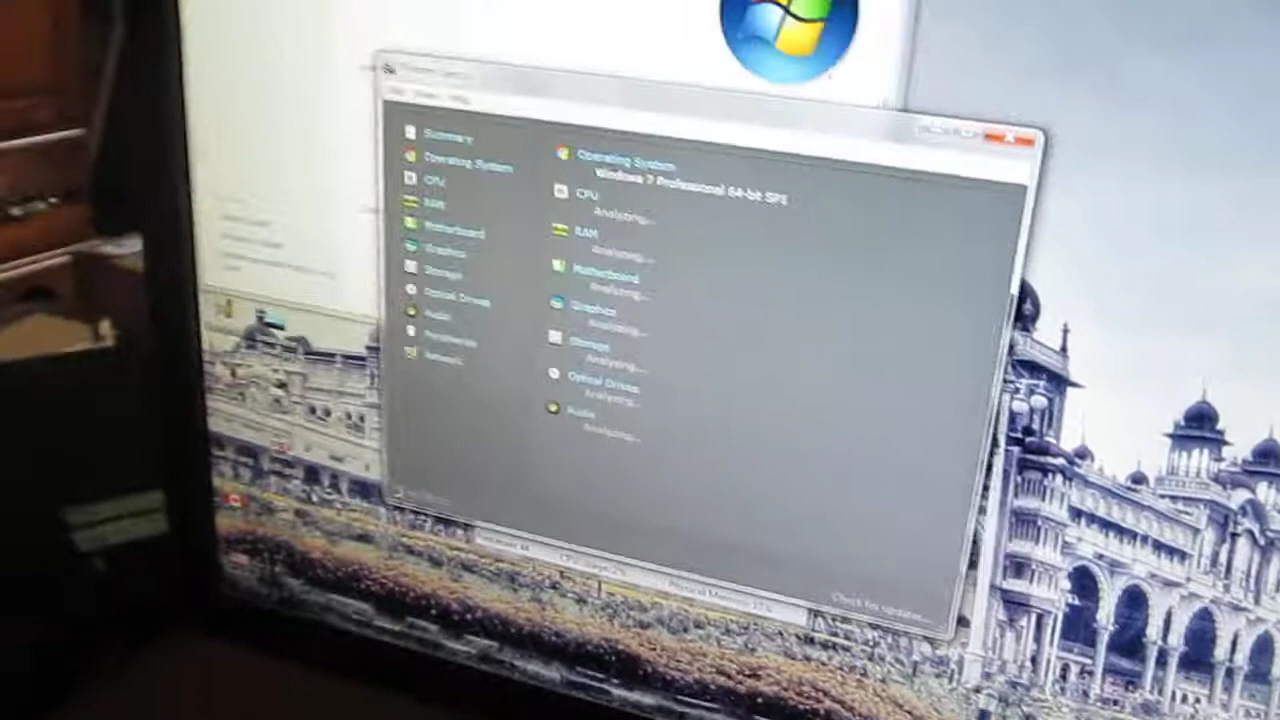 Summary
Operating System
CPU
RAM
Motherboard
Graphics
Storage
Optical Drives
Audio
Peripherals
Network
Operating System
Windows 7 Professional 64-bit SP1
CPU
Analyzing...
RAM
Analyzing...
Motherboard
Analyzing...
Graphics
Analyzing...
Storage
Analyzing...
Optical Drives
Analyzing...
Audio
Analyzing...
Check for updates...
Physical Memory